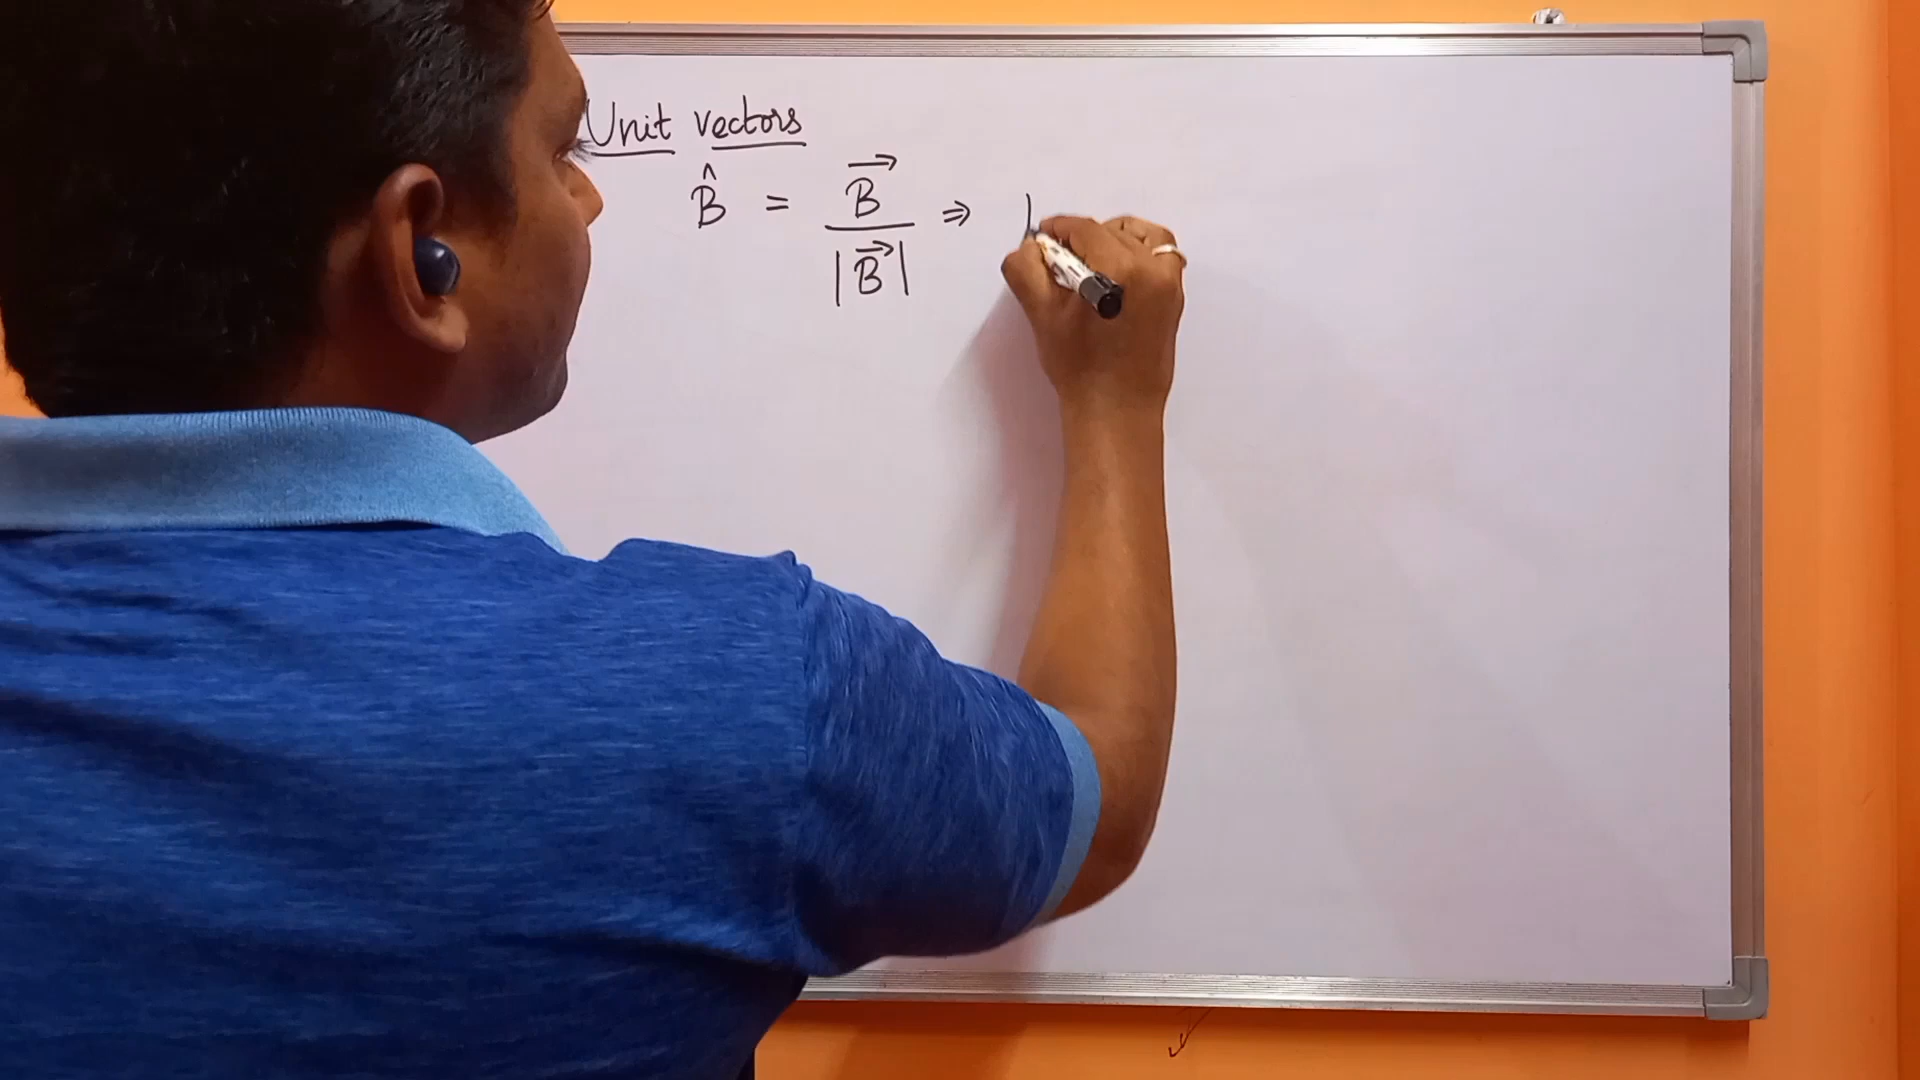 Unit vectors
B̂ = B⃗ / |B⃗| ⇒ |